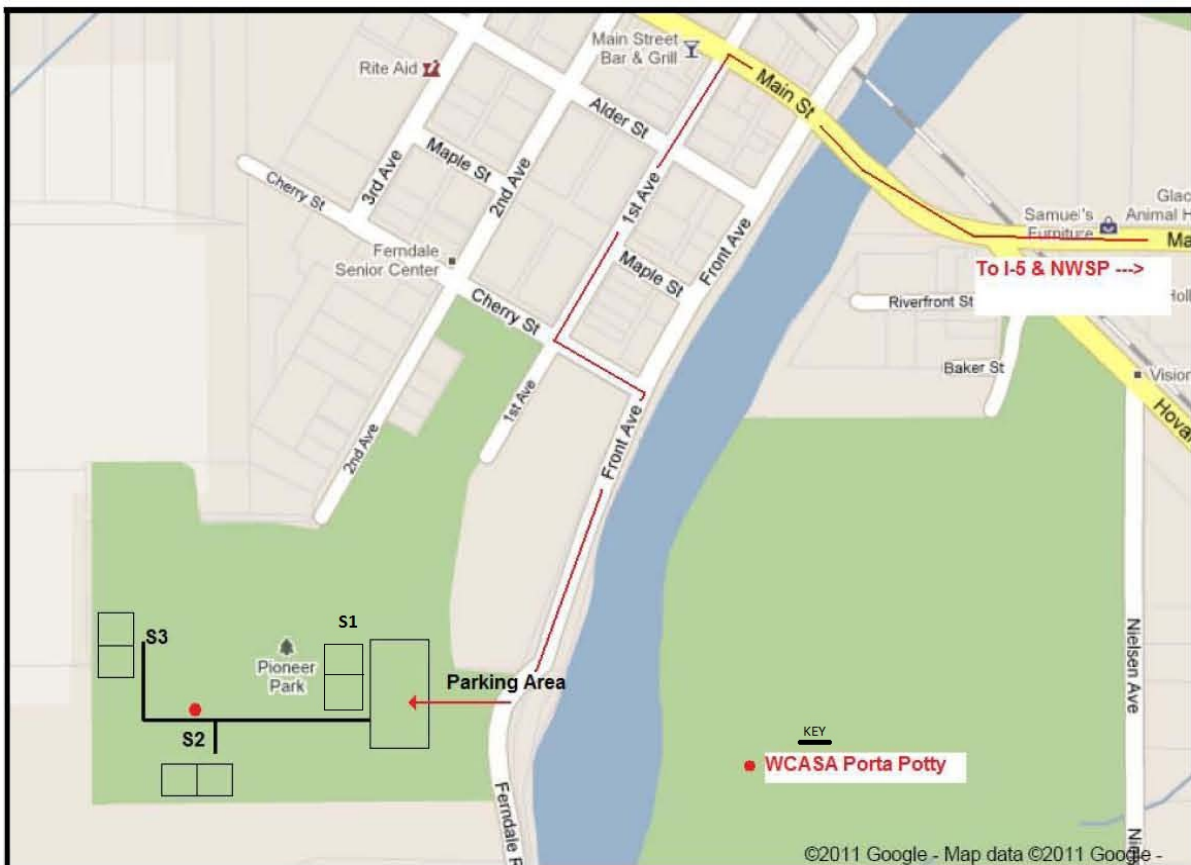 Main Street
Bar & Grill
Rite Aid
Main St
Alder St
3rd Ave
Maple St
2nd Ave
1st Ave
Cherry St
Front Ave
Samuel's
Furniture
Ma
Ferndale
Senior Center
Maple St
To I-5 & NWSP --->
Riverfront St
Cherry St
Baker St
Vision
1st Ave
2nd Ave
Front Ave
S3
S1
Pioneer
Park
Parking Area
Nielsen Ave
S2
KEY
WCASA Porta Potty
Ferndale R
©2011 Google - Map data ©2011 Google -